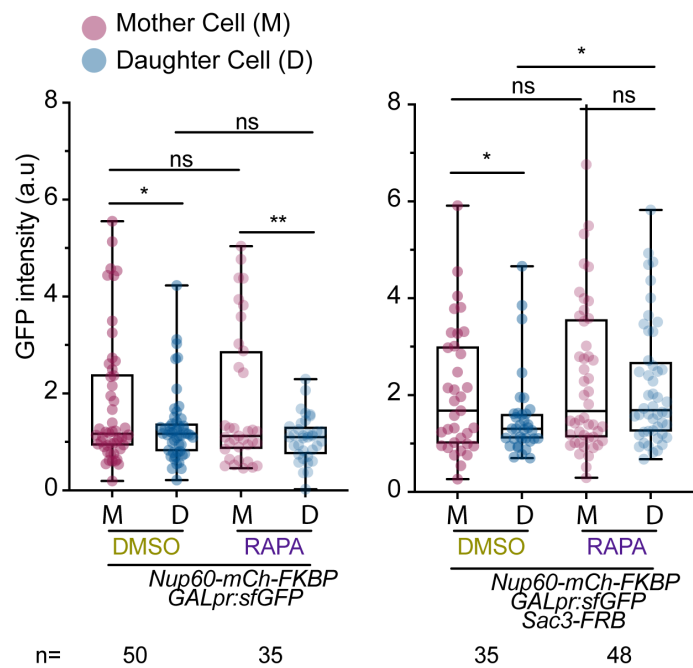 Mother Cell (M)
Daughter Cell (D)
GFP intensity (a.u)
8
6
4
2
0
ns
ns
*
**
M D M D
DMSO RAPA
Nup60-mCh-FKBP
GALpr:sfGFP
8
6
4
2
0
*
ns
ns
*
M D M D
DMSO RAPA
Nup60-mCh-FKBP
GALpr:sfGFP
Sac3-FRB
n= 50 35 35 48